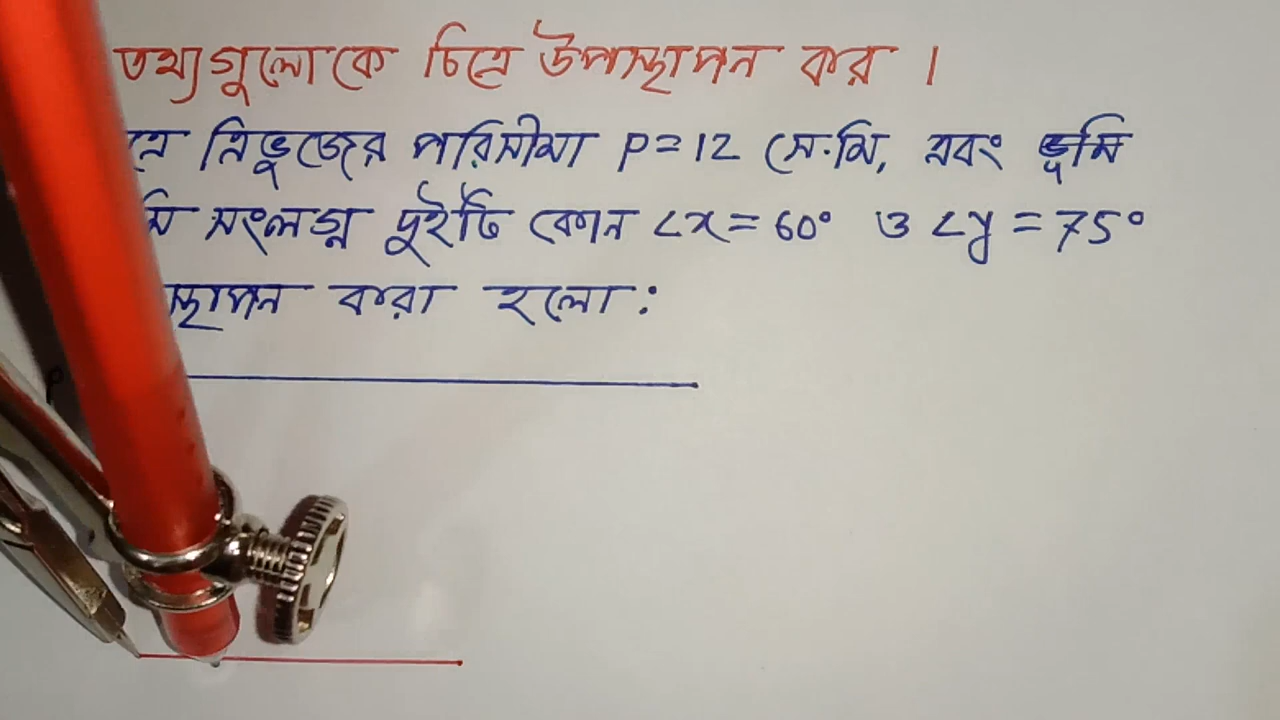 তথ্যগুলোকে চিত্রে উপস্থাপন কর ।
ত্রিভুজের পরিসীমা P=12 সে.মি, এবং ভূমি
সংলগ্ন দুইটি কোন ∠x=60° ও ∠y=75°
স্থাপন করা হলো:
P